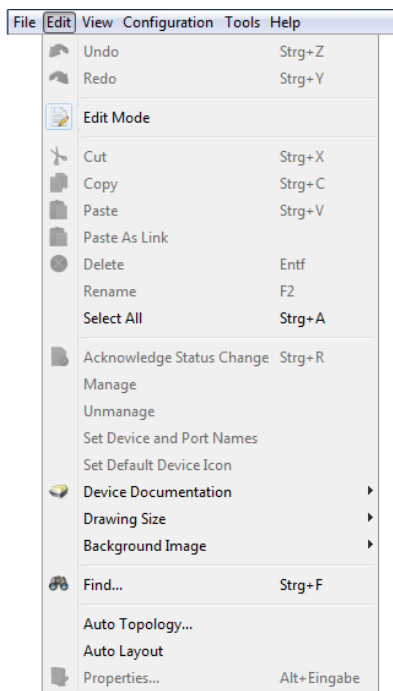 File Edit View Configuration Tools Help
Undo Strg+Z
Redo Strg+Y
Edit Mode
Cut Strg+X
Copy Strg+C
Paste Strg+V
Paste As Link
Delete Entf
Rename F2
Select All Strg+A
Acknowledge Status Change Strg+R
Manage
Unmanage
Set Device and Port Names
Set Default Device Icon
Device Documentation
Drawing Size
Background Image
Find... Strg+F
Auto Topology...
Auto Layout
Properties... Alt+Eingabe